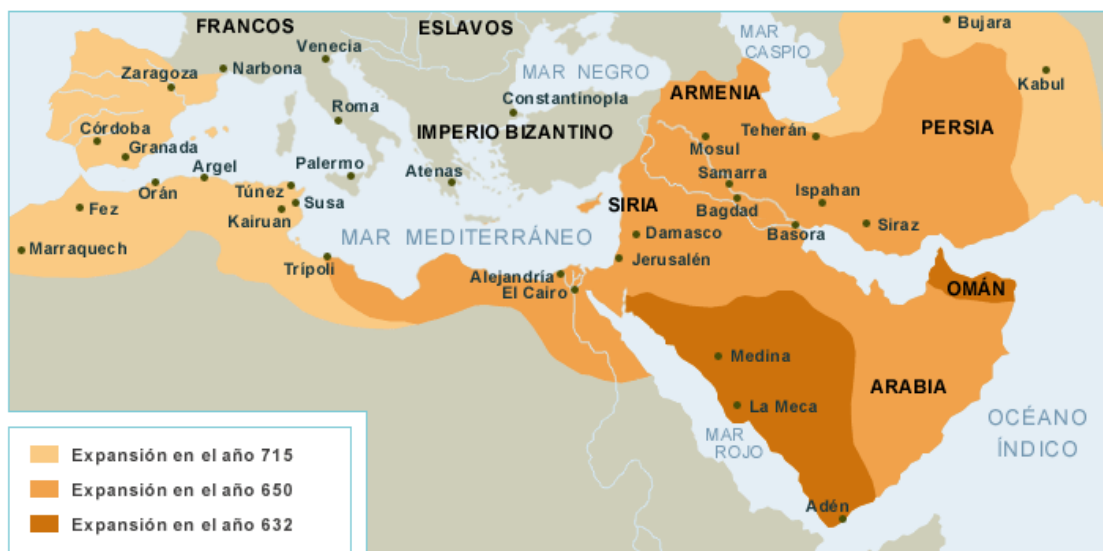 FRANCOS
ESLAVOS
MAR
CASPIO
Bujara
Venecia
Zaragoza
Narbona
MAR NEGRO
Kabul
Roma
Constantinopla
ARMENIA
Córdoba
IMPERIO BIZANTINO
Teherán
PERSIA
Granada
Mosul
Argel
Palermo
Atenas
Samarra
Orán
Túnez
Ispahan
Fez
Susa
SIRIA
Bagdad
Kairuan
Siraz
Marraquech
MAR MEDITERRÁNEO
Damasco
Basora
Trípoli
Jerusalén
Alejandría
El Cairo
OMÁN
Medina
ARABIA
La Meca
MAR
ROJO
OCÉANO
ÍNDICO
Adén
Expansión en el año 715
Expansión en el año 650
Expansión en el año 632